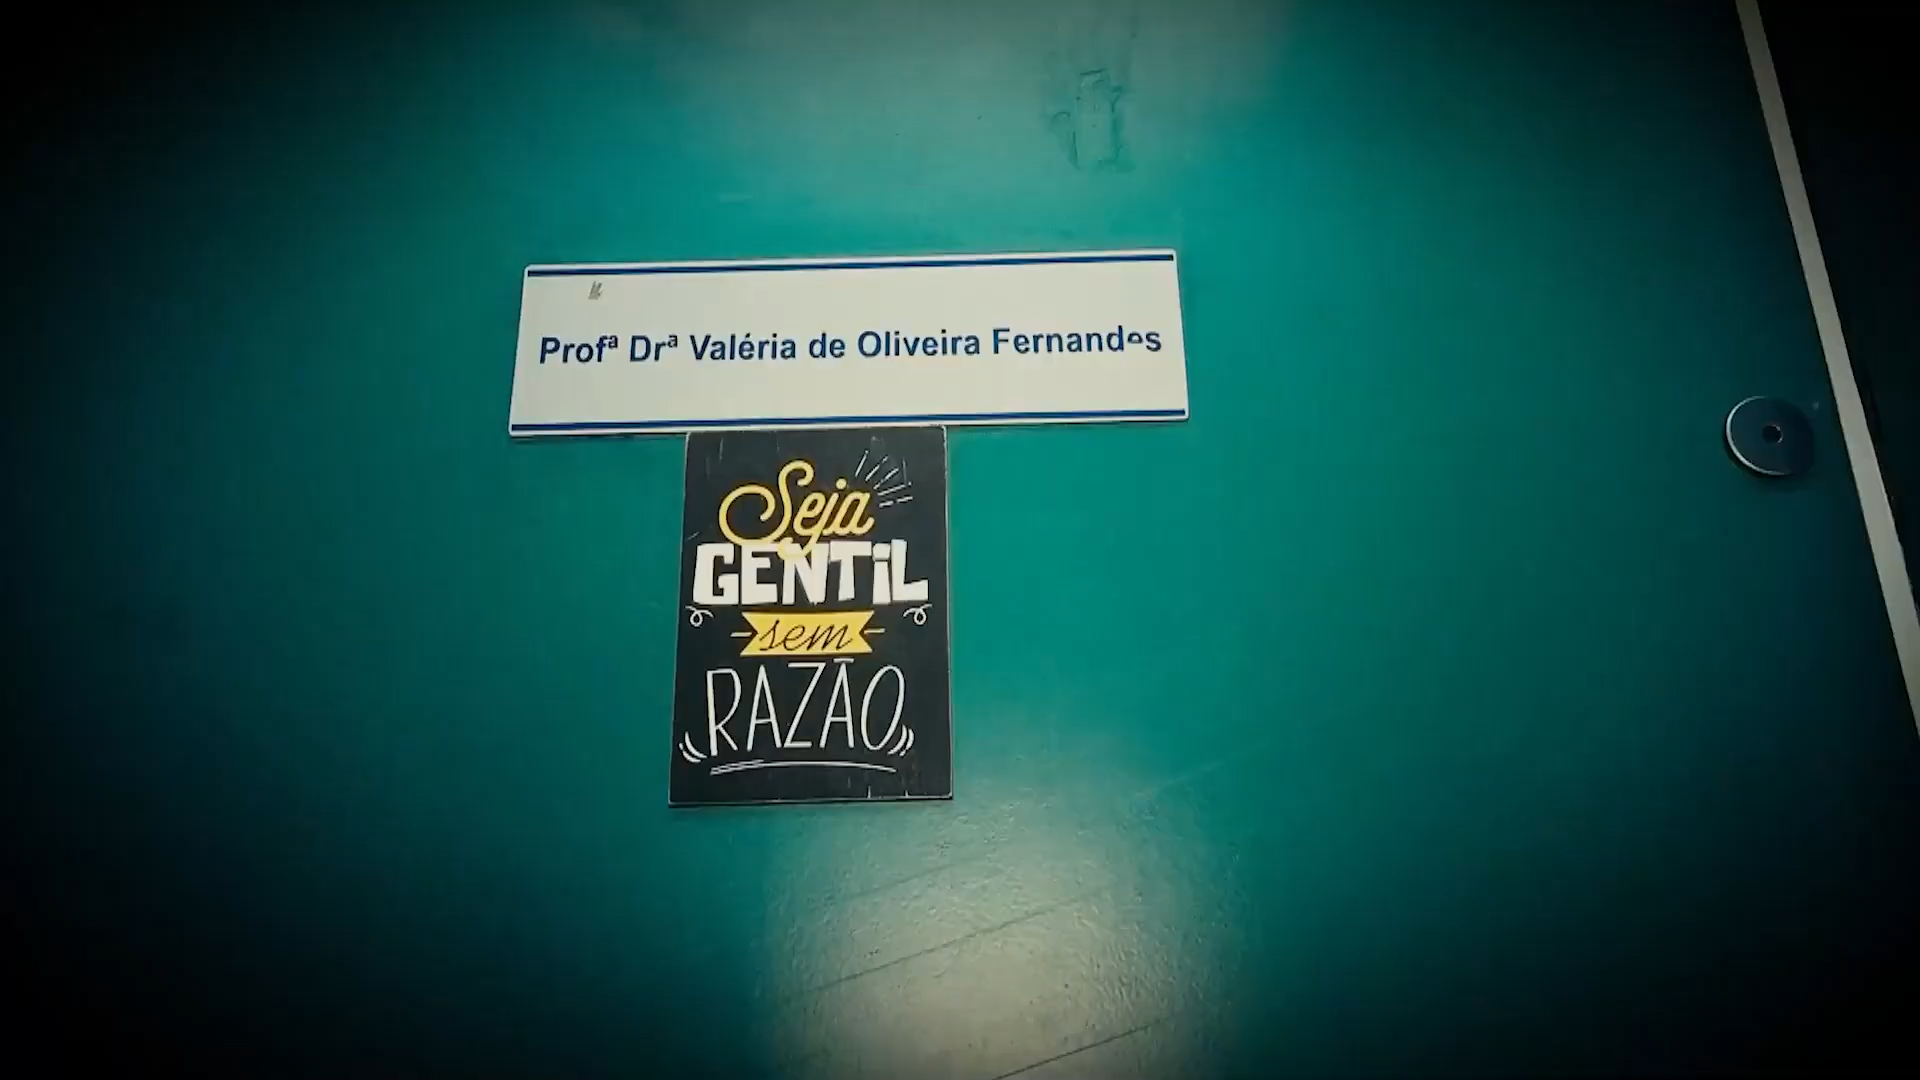 Profª Drª Valéria de Oliveira Fernandes
Seja
GENTiL
sem
RAZÃO